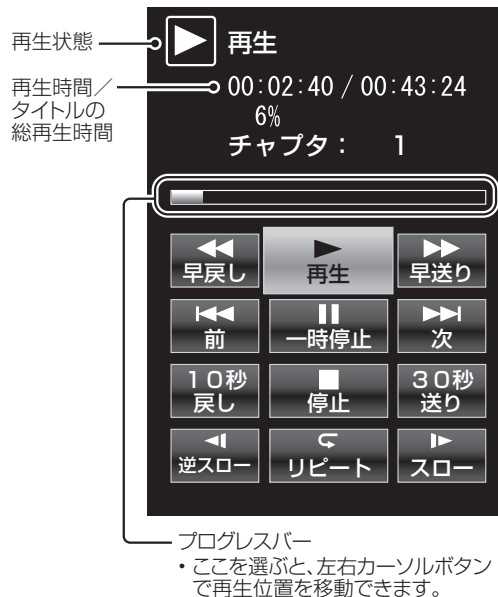 再生状態
再生
再生時間／
タイトルの
総再生時間
00:02:40 / 00:43:24
6%
チャプタ： 1
早戻し
再生
早送り
前
一時停止
次
10秒
戻し
停止
30秒
送り
逆スロー
リピート
スロー
プログレスバー
・ここを選ぶと、左右カーソルボタン
で再生位置を移動できます。